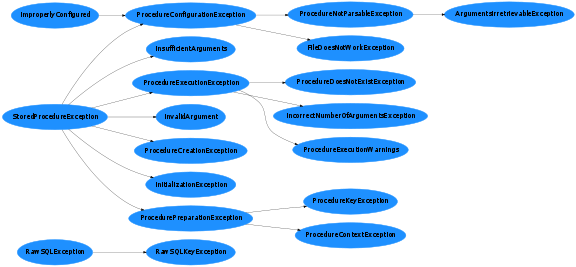 ImproperlyConfigured
ProcedureConfigurationException
ProcedureNotParsableException
ArgumentsIrretrievableException
InsufficientArguments
FileDoesNotWorkException
ProcedureExecutionException
ProcedureDoesNotExistException
StoredProcedureException
InvalidArgument
IncorrectNumberOfArgumentsException
ProcedureCreationException
ProcedureExecutionWarnings
InitializationException
ProcedureKeyException
ProcedurePreparationException
ProcedureContextException
RawSQLException
RawSQLKeyException